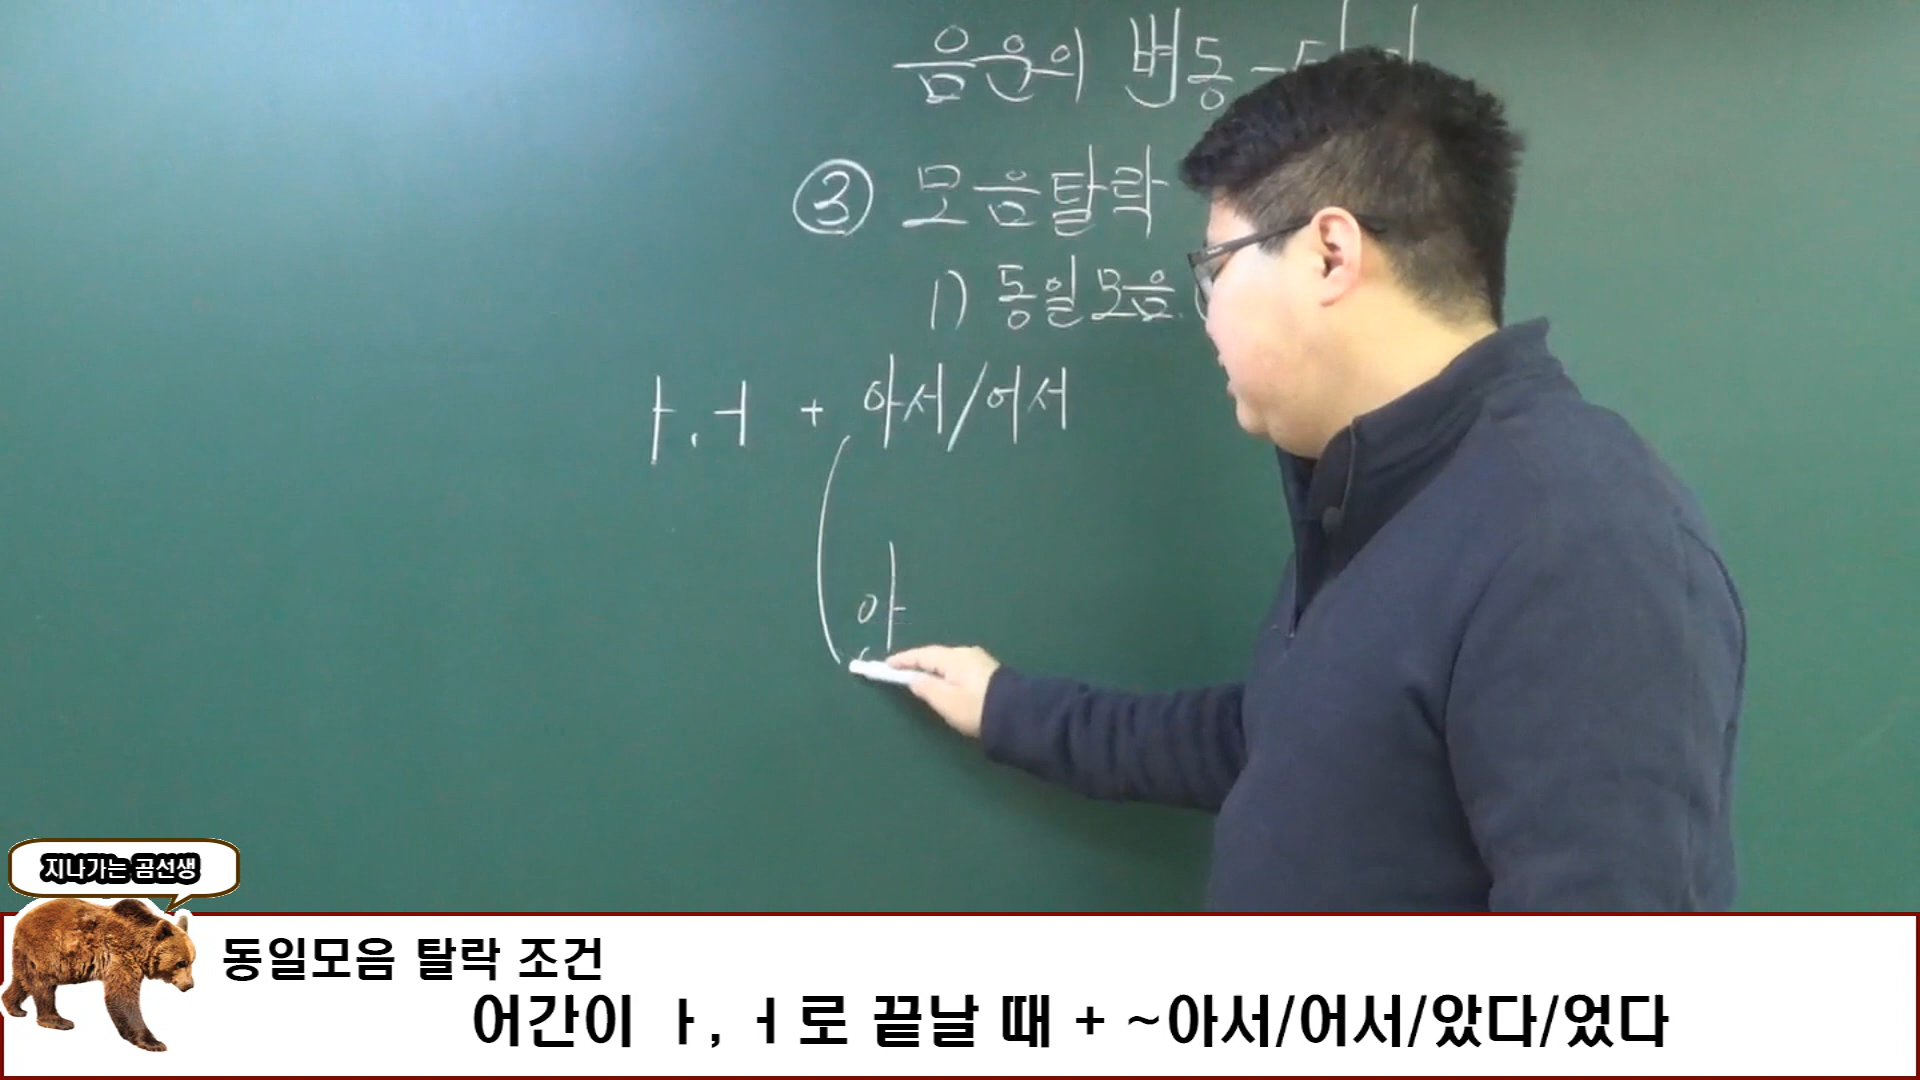 음운의 변동 -
③ 모음탈락
1) 동일모음
ㅏ, ㅓ + 아서/어서
아
지나가는 곰선생
동일모음 탈락 조건
어간이 ㅏ, ㅓ로 끝날 때 + ~아서/어서/았다/었다